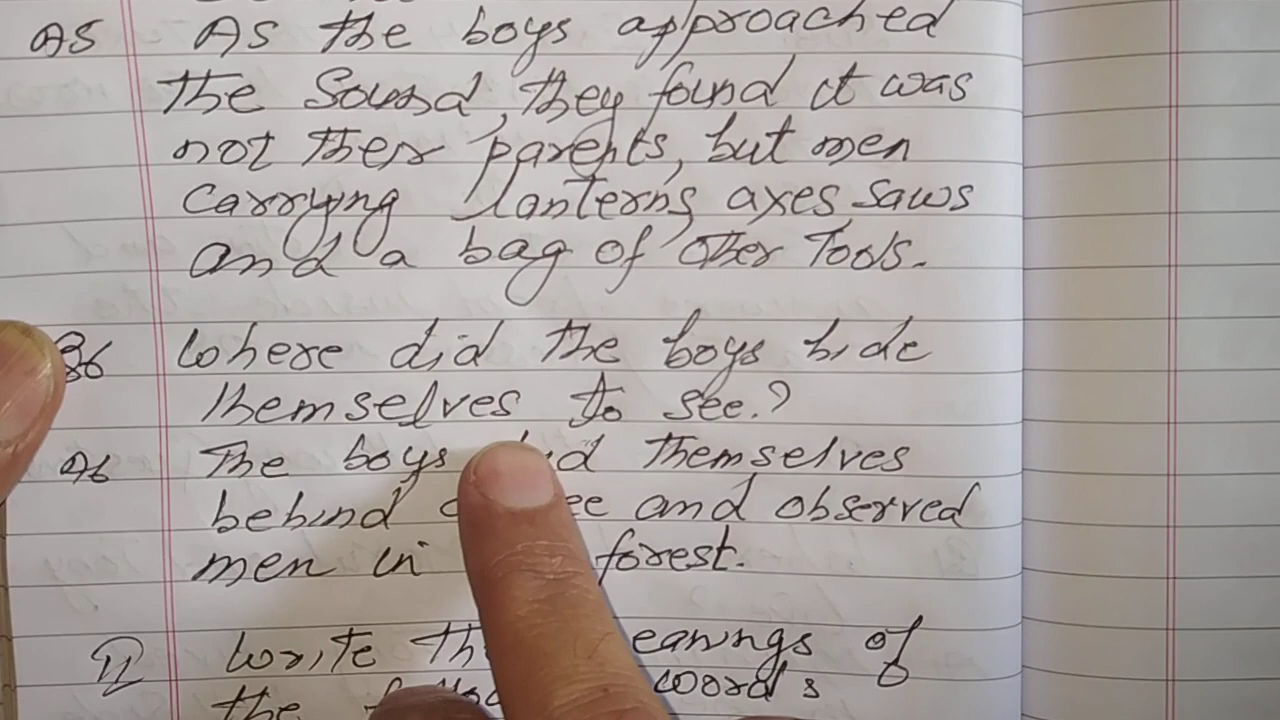 A5 As the boys approached
the Sound, they found it was
not their parents, but men
carrying lanterns, axes saws
and a bag of other Tools.
Q6 Where did the boys hide
themselves to see.?
A6 The boys themselves
behind and observed
men in forest.
II Write of
the words